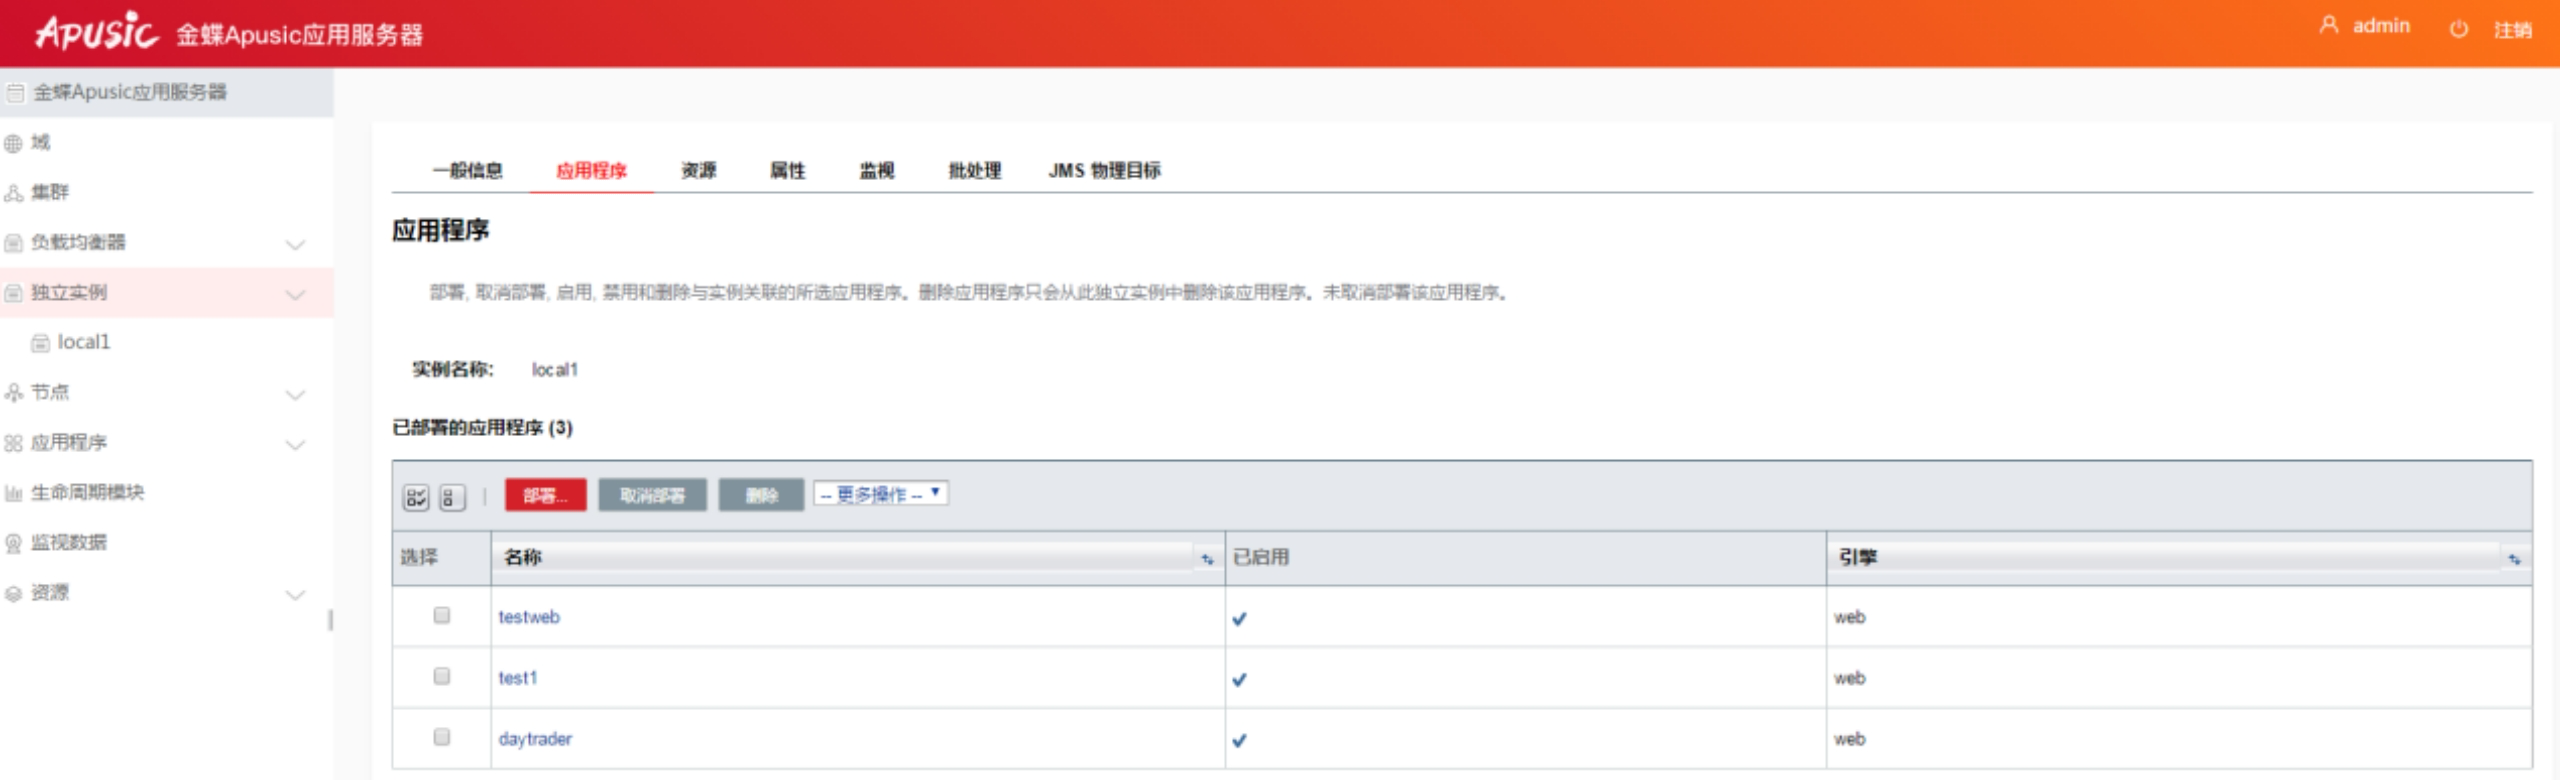 Apusic 金蝶Apusic应用服务器
admin
注销
金蝶Apusic应用服务器
域
集群
负载均衡器
独立实例
local1
节点
应用程序
生命周期模块
监视数据
资源
一般信息 应用程序 资源 属性 监视 批处理 JMS 物理目标
应用程序
部署, 取消部署, 启用, 禁用和删除与实例关联的所选应用程序。删除应用程序只会从此独立实例中删除该应用程序。未取消部署该应用程序。
实例名称: local1
已部署的应用程序 (3)
部署... 取消部署 删除 -- 更多操作 --
选择 名称 已启用 引擎
testweb web
test1 web
daytrader web